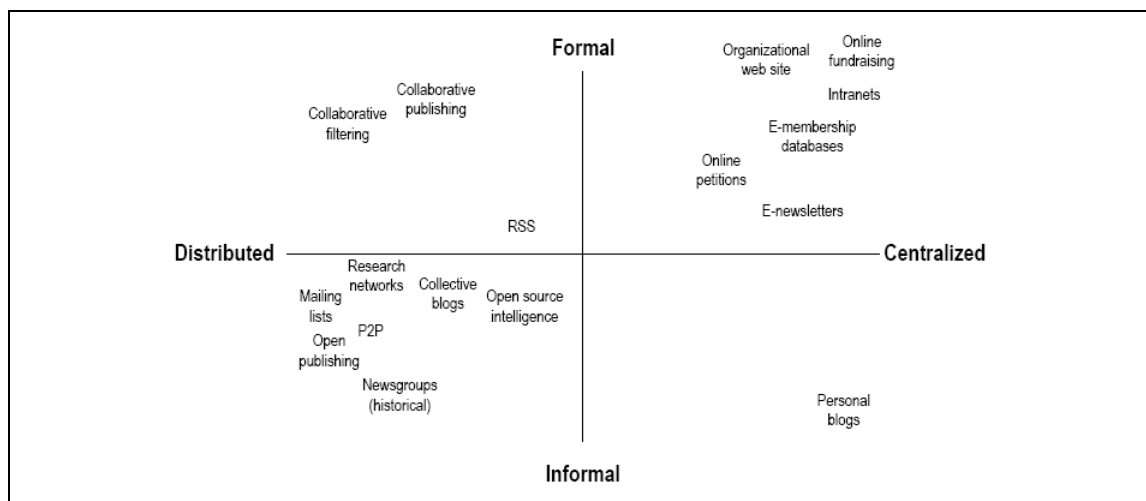 Formal
Organizational
web site
Online
fundraising
Collaborative
publishing
Intranets
Collaborative
filtering
E-membership
databases
Online
petitions
E-newsletters
RSS
Distributed
Centralized
Research
networks
Collective
blogs
Mailing
lists
Open source
intelligence
P2P
Open
publishing
Newsgroups
(historical)
Personal
blogs
Informal